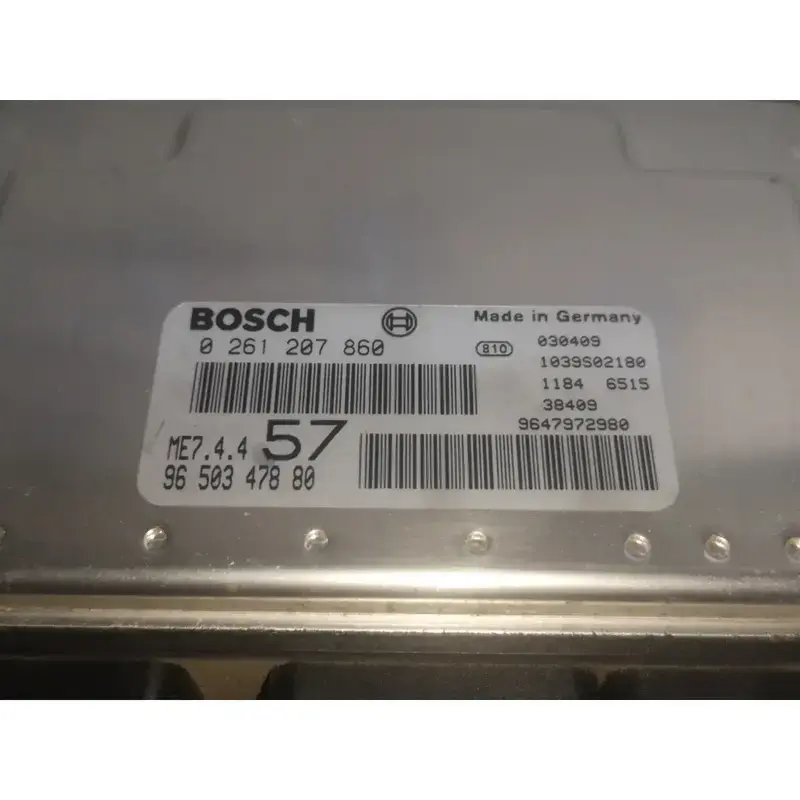 BOSCH
Made in Germany
0 261 207 860
810
030409
1039S02180
1184 6515
38409
9647972980
ME7.4.4 57
96 503 478 80